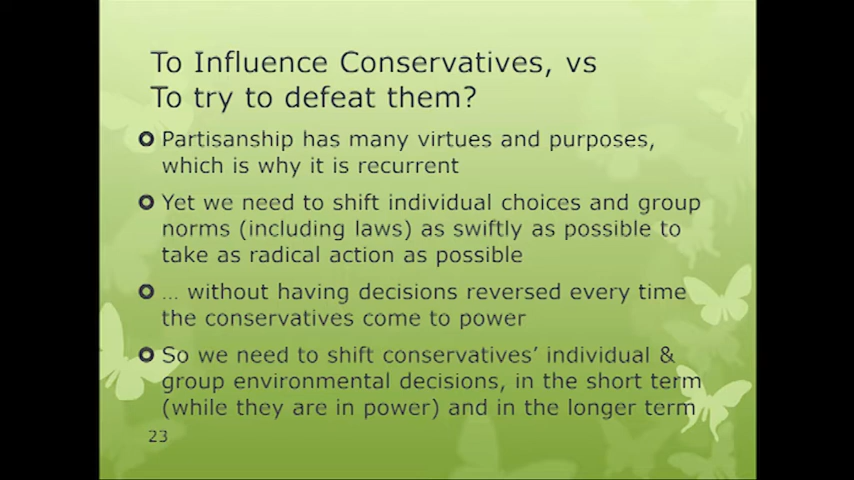 To Influence Conservatives, vs
To try to defeat them?
Partisanship has many virtues and purposes,
which is why it is recurrent
Yet we need to shift individual choices and group
norms (including laws) as swiftly as possible to
take as radical action as possible
… without having decisions reversed every time
the conservatives come to power
So we need to shift conservatives’ individual &
group environmental decisions, in the short term
(while they are in power) and in the longer term
23